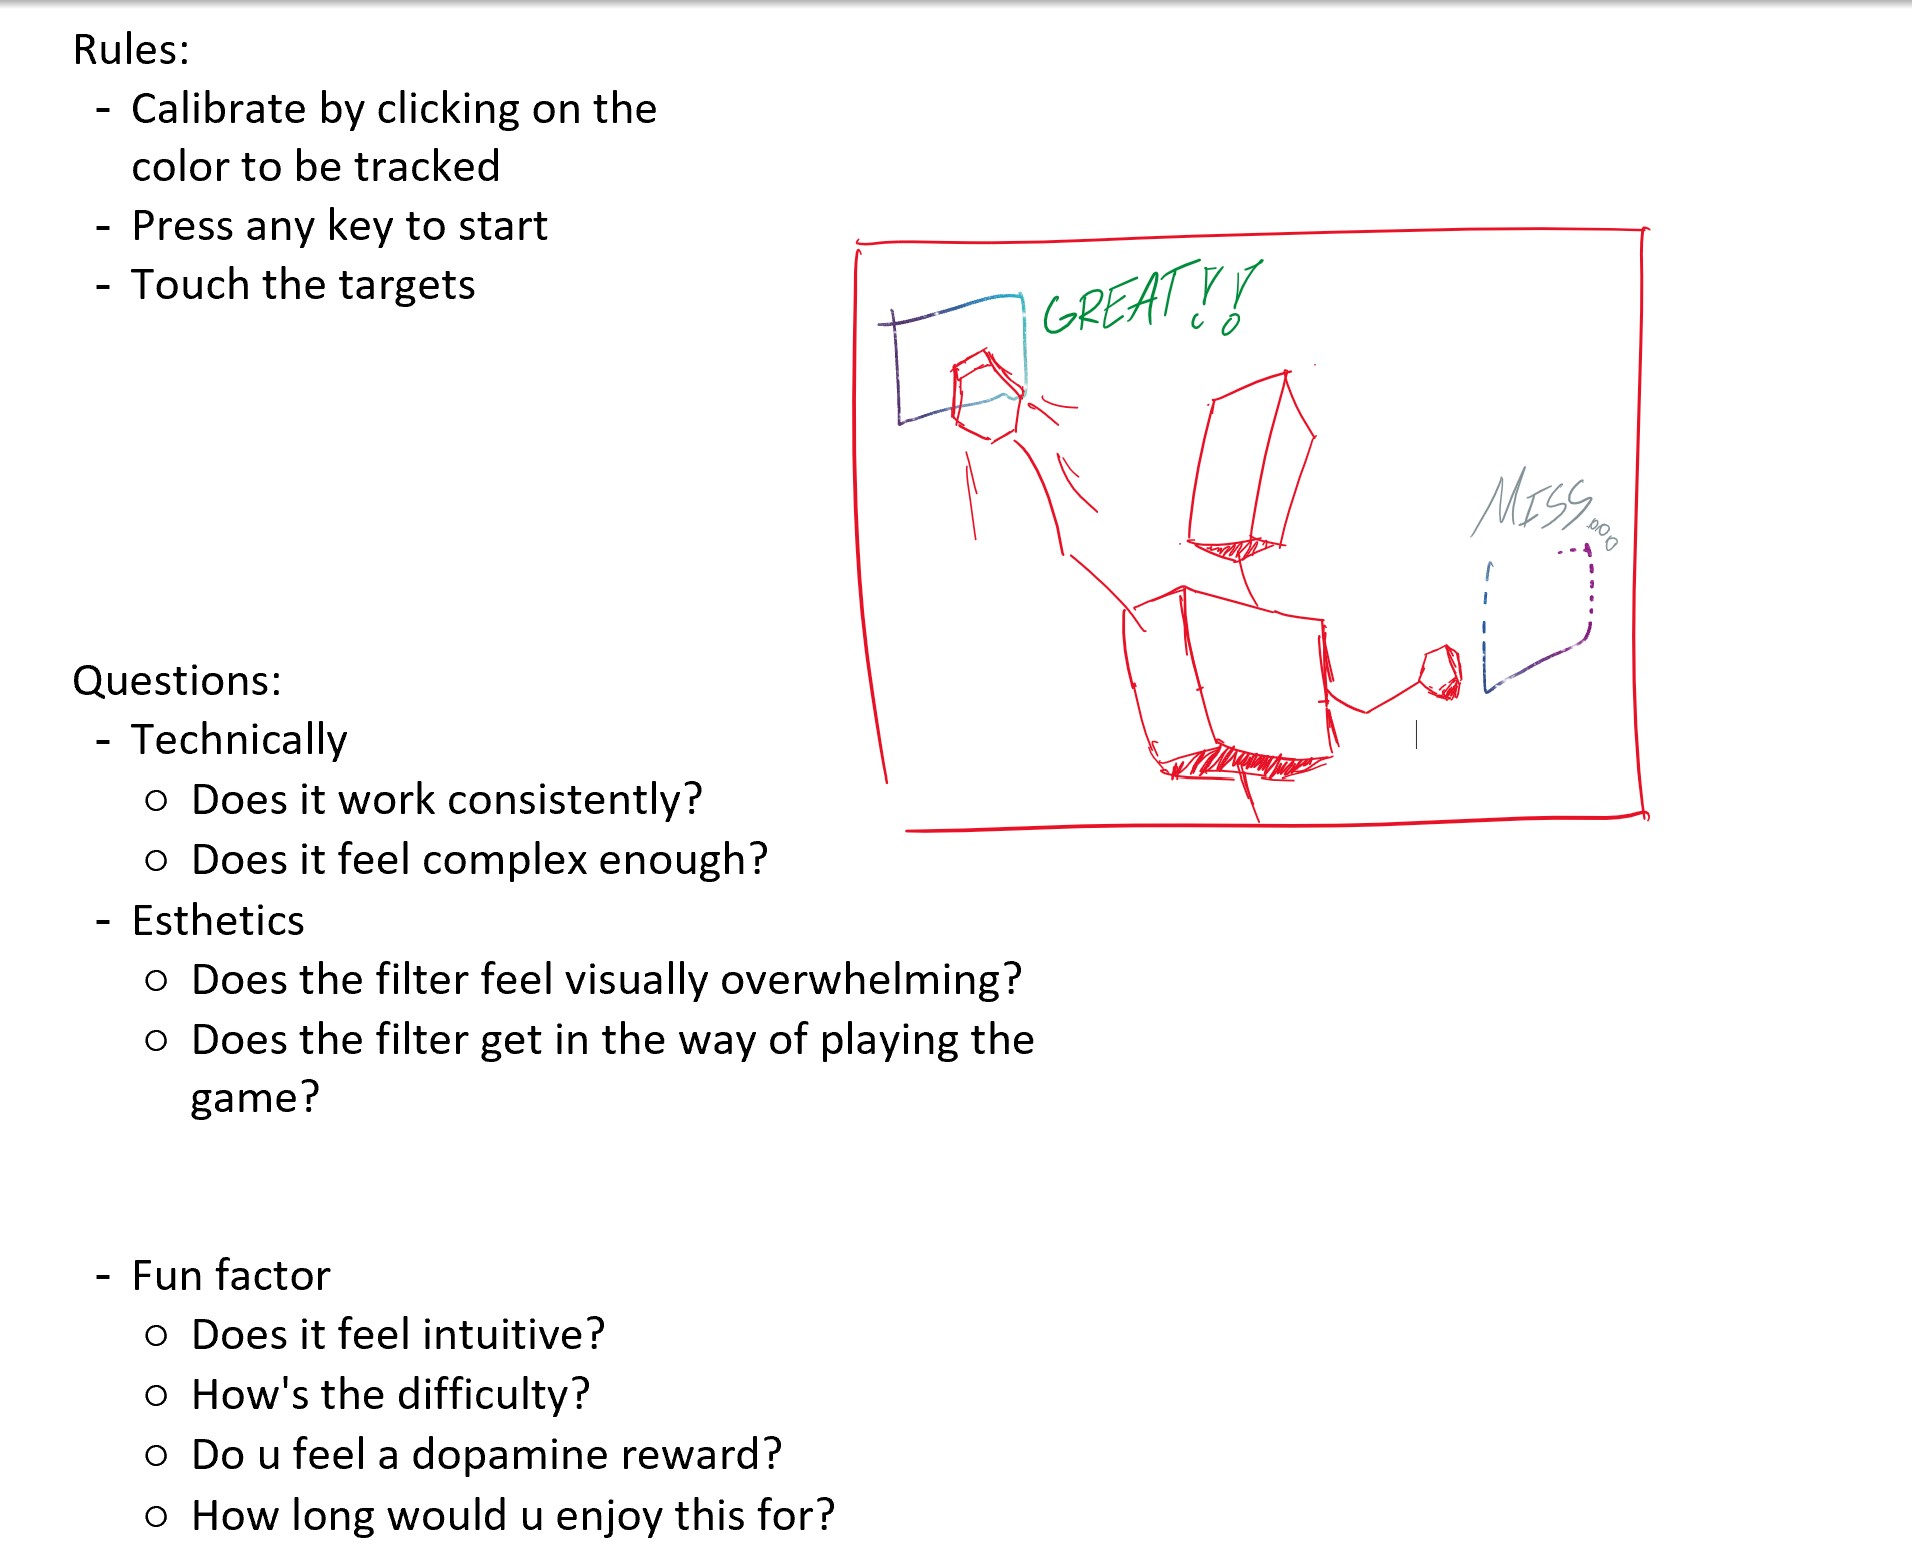 Rules:
- Calibrate by clicking on the
color to be tracked
- Press any key to start
- Touch the targets
GREAT!!
MISS...
Questions:
- Technically
○ Does it work consistently?
○ Does it feel complex enough?
- Esthetics
○ Does the filter feel visually overwhelming?
○ Does the filter get in the way of playing the
game?
- Fun factor
○ Does it feel intuitive?
○ How's the difficulty?
○ Do u feel a dopamine reward?
○ How long would u enjoy this for?